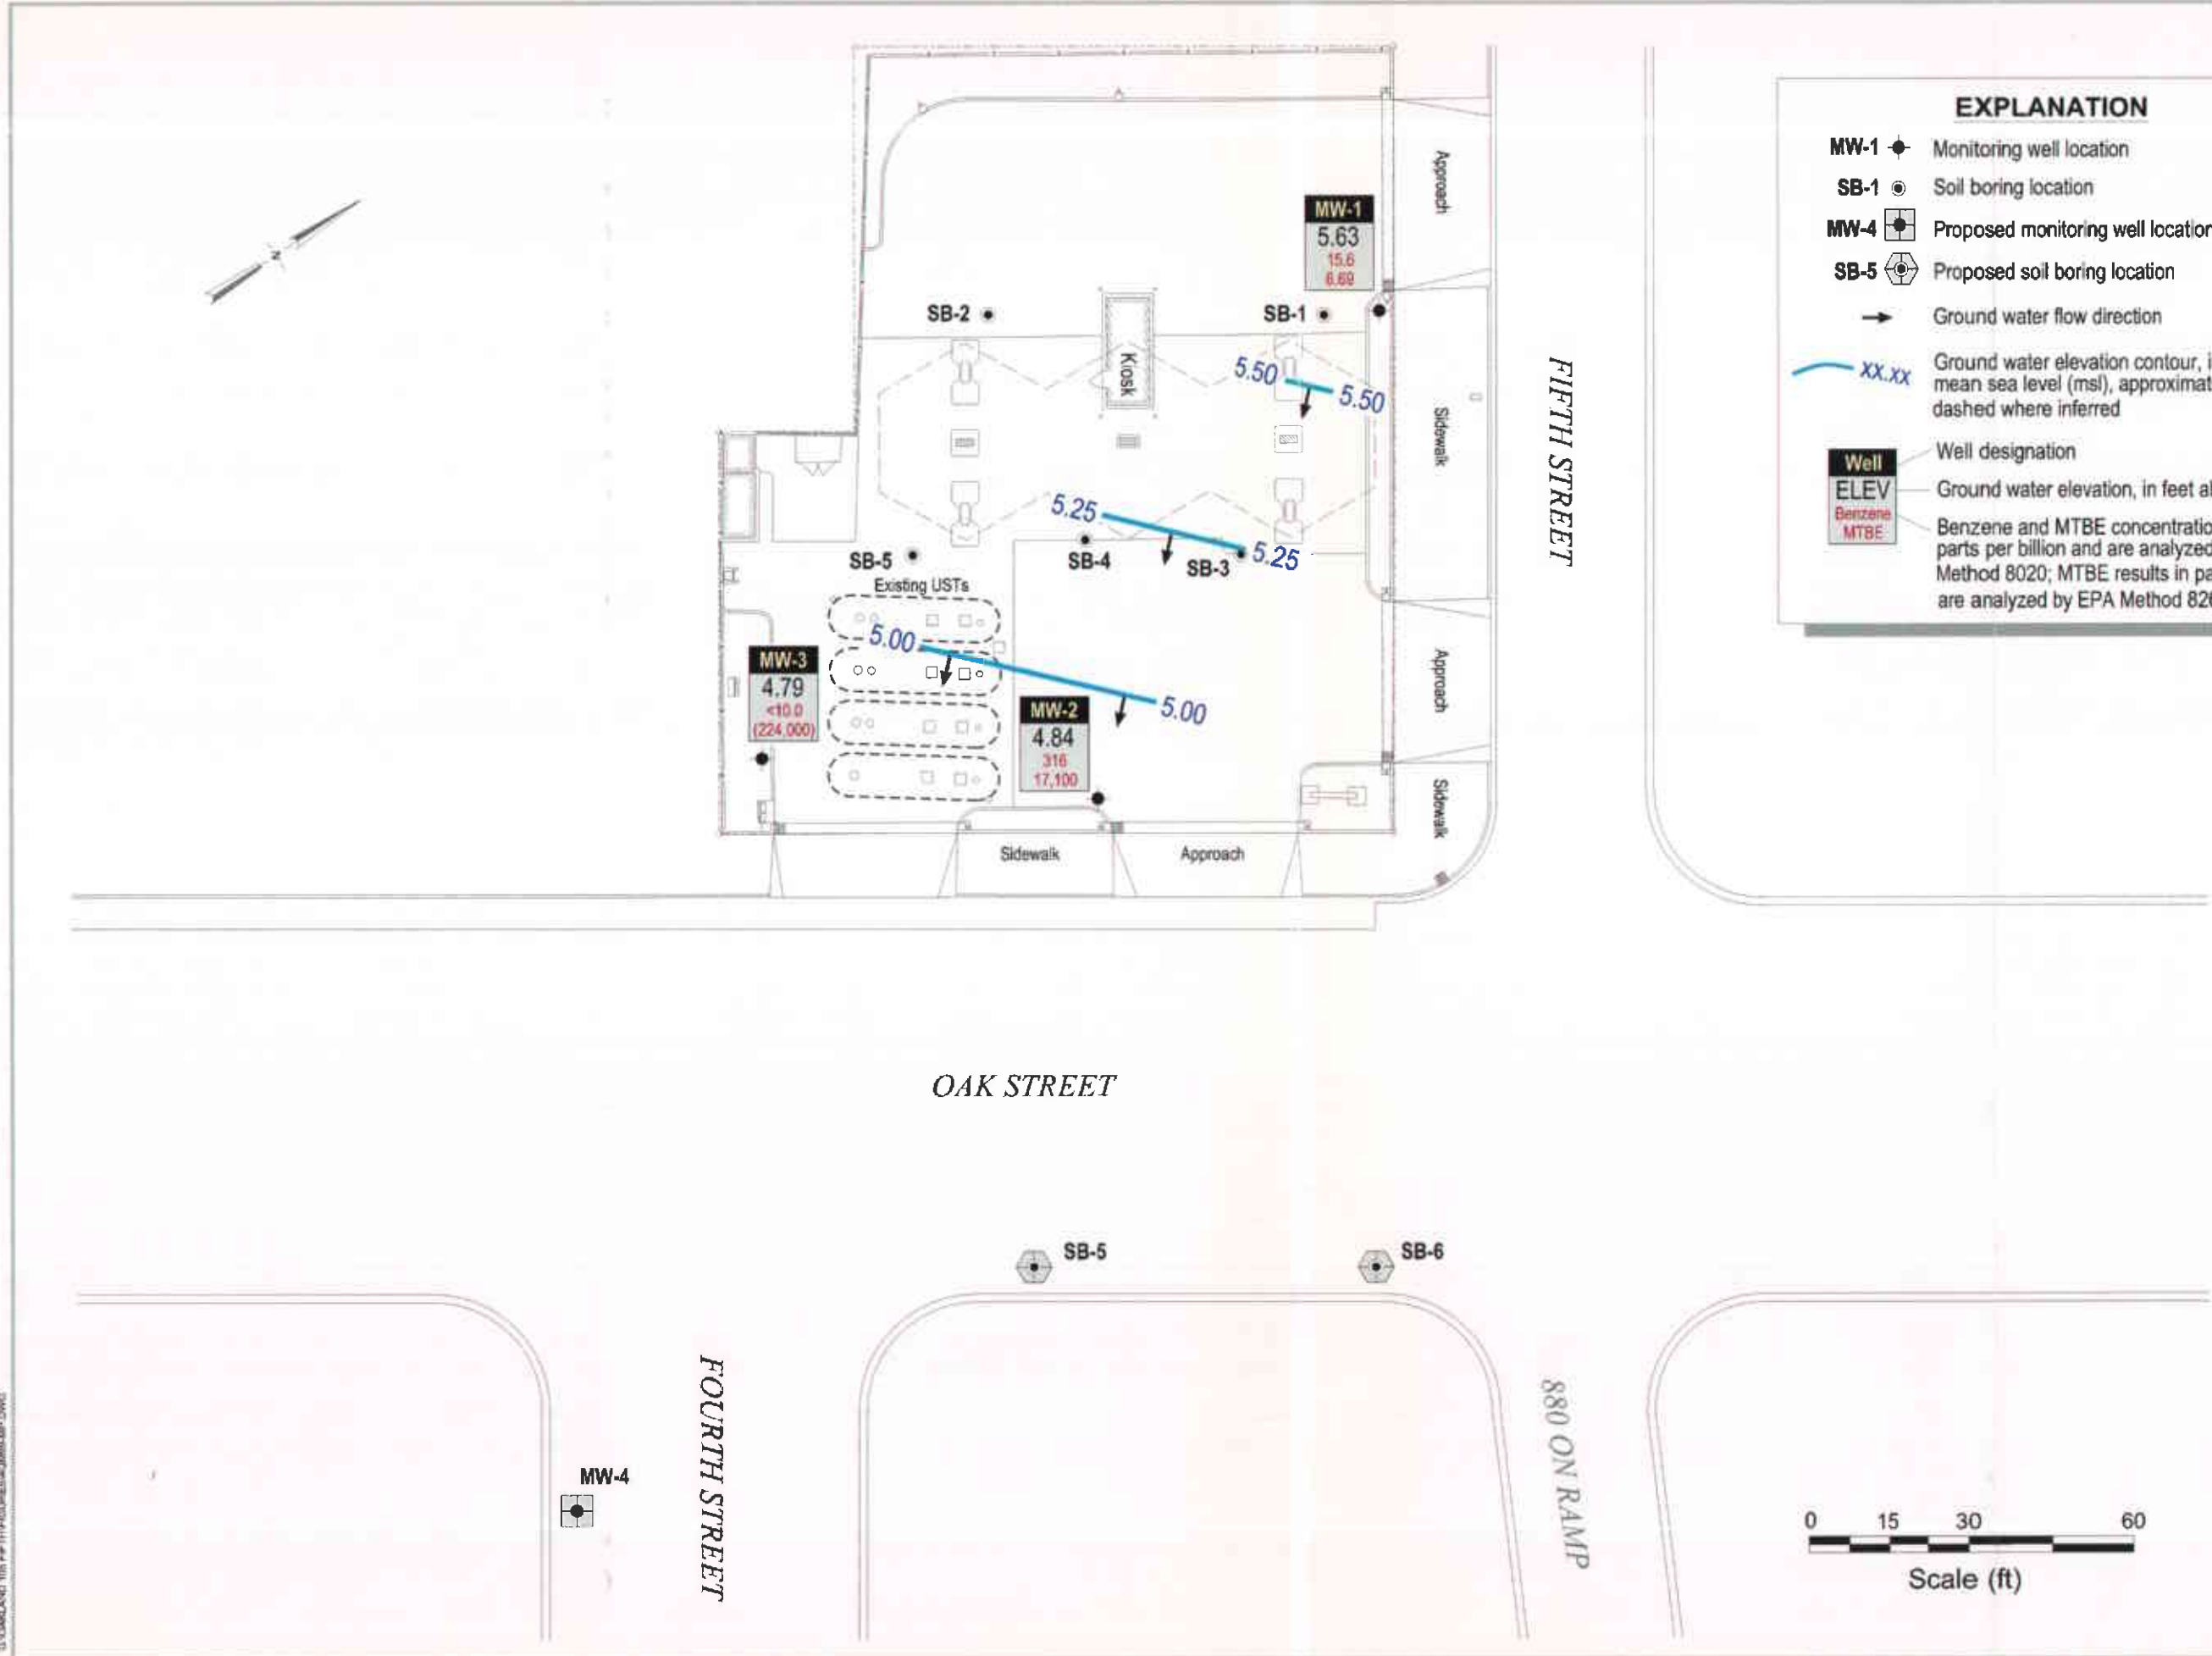 EXPLANATION
MW-1 Monitoring well location
SB-1 Soil boring location
MW-4 Proposed monitoring well location
SB-5 Proposed soil boring location
Ground water flow direction
XX.XX Ground water elevation contour,
mean sea level (msl),
dashed where inferred
Well
ELEV
Benzene
MTBE
Well designation
Ground water elevation, in feet
Benzene and MTBE
parts per billion and are analyzed
Method 8020; MTBE results in
are analyzed by EPA Method
N
MW-1
5.63
15.6
6.69
SB-2
SB-1
Kiosk
5.50
5.50
5.25
5.25
SB-5
SB-4
SB-3
Existing USTs
5.00
5.00
MW-3
4.79
<10.0
(224,000)
MW-2
4.84
316
17,100
Approach
Sidewalk
Approach
Sidewalk
Sidewalk
Approach
FIFTH STREET
OAK STREET
SB-5
SB-6
MW-4
FOURTH STREET
880 ON RAMP
0 15 30 60
Scale (ft)